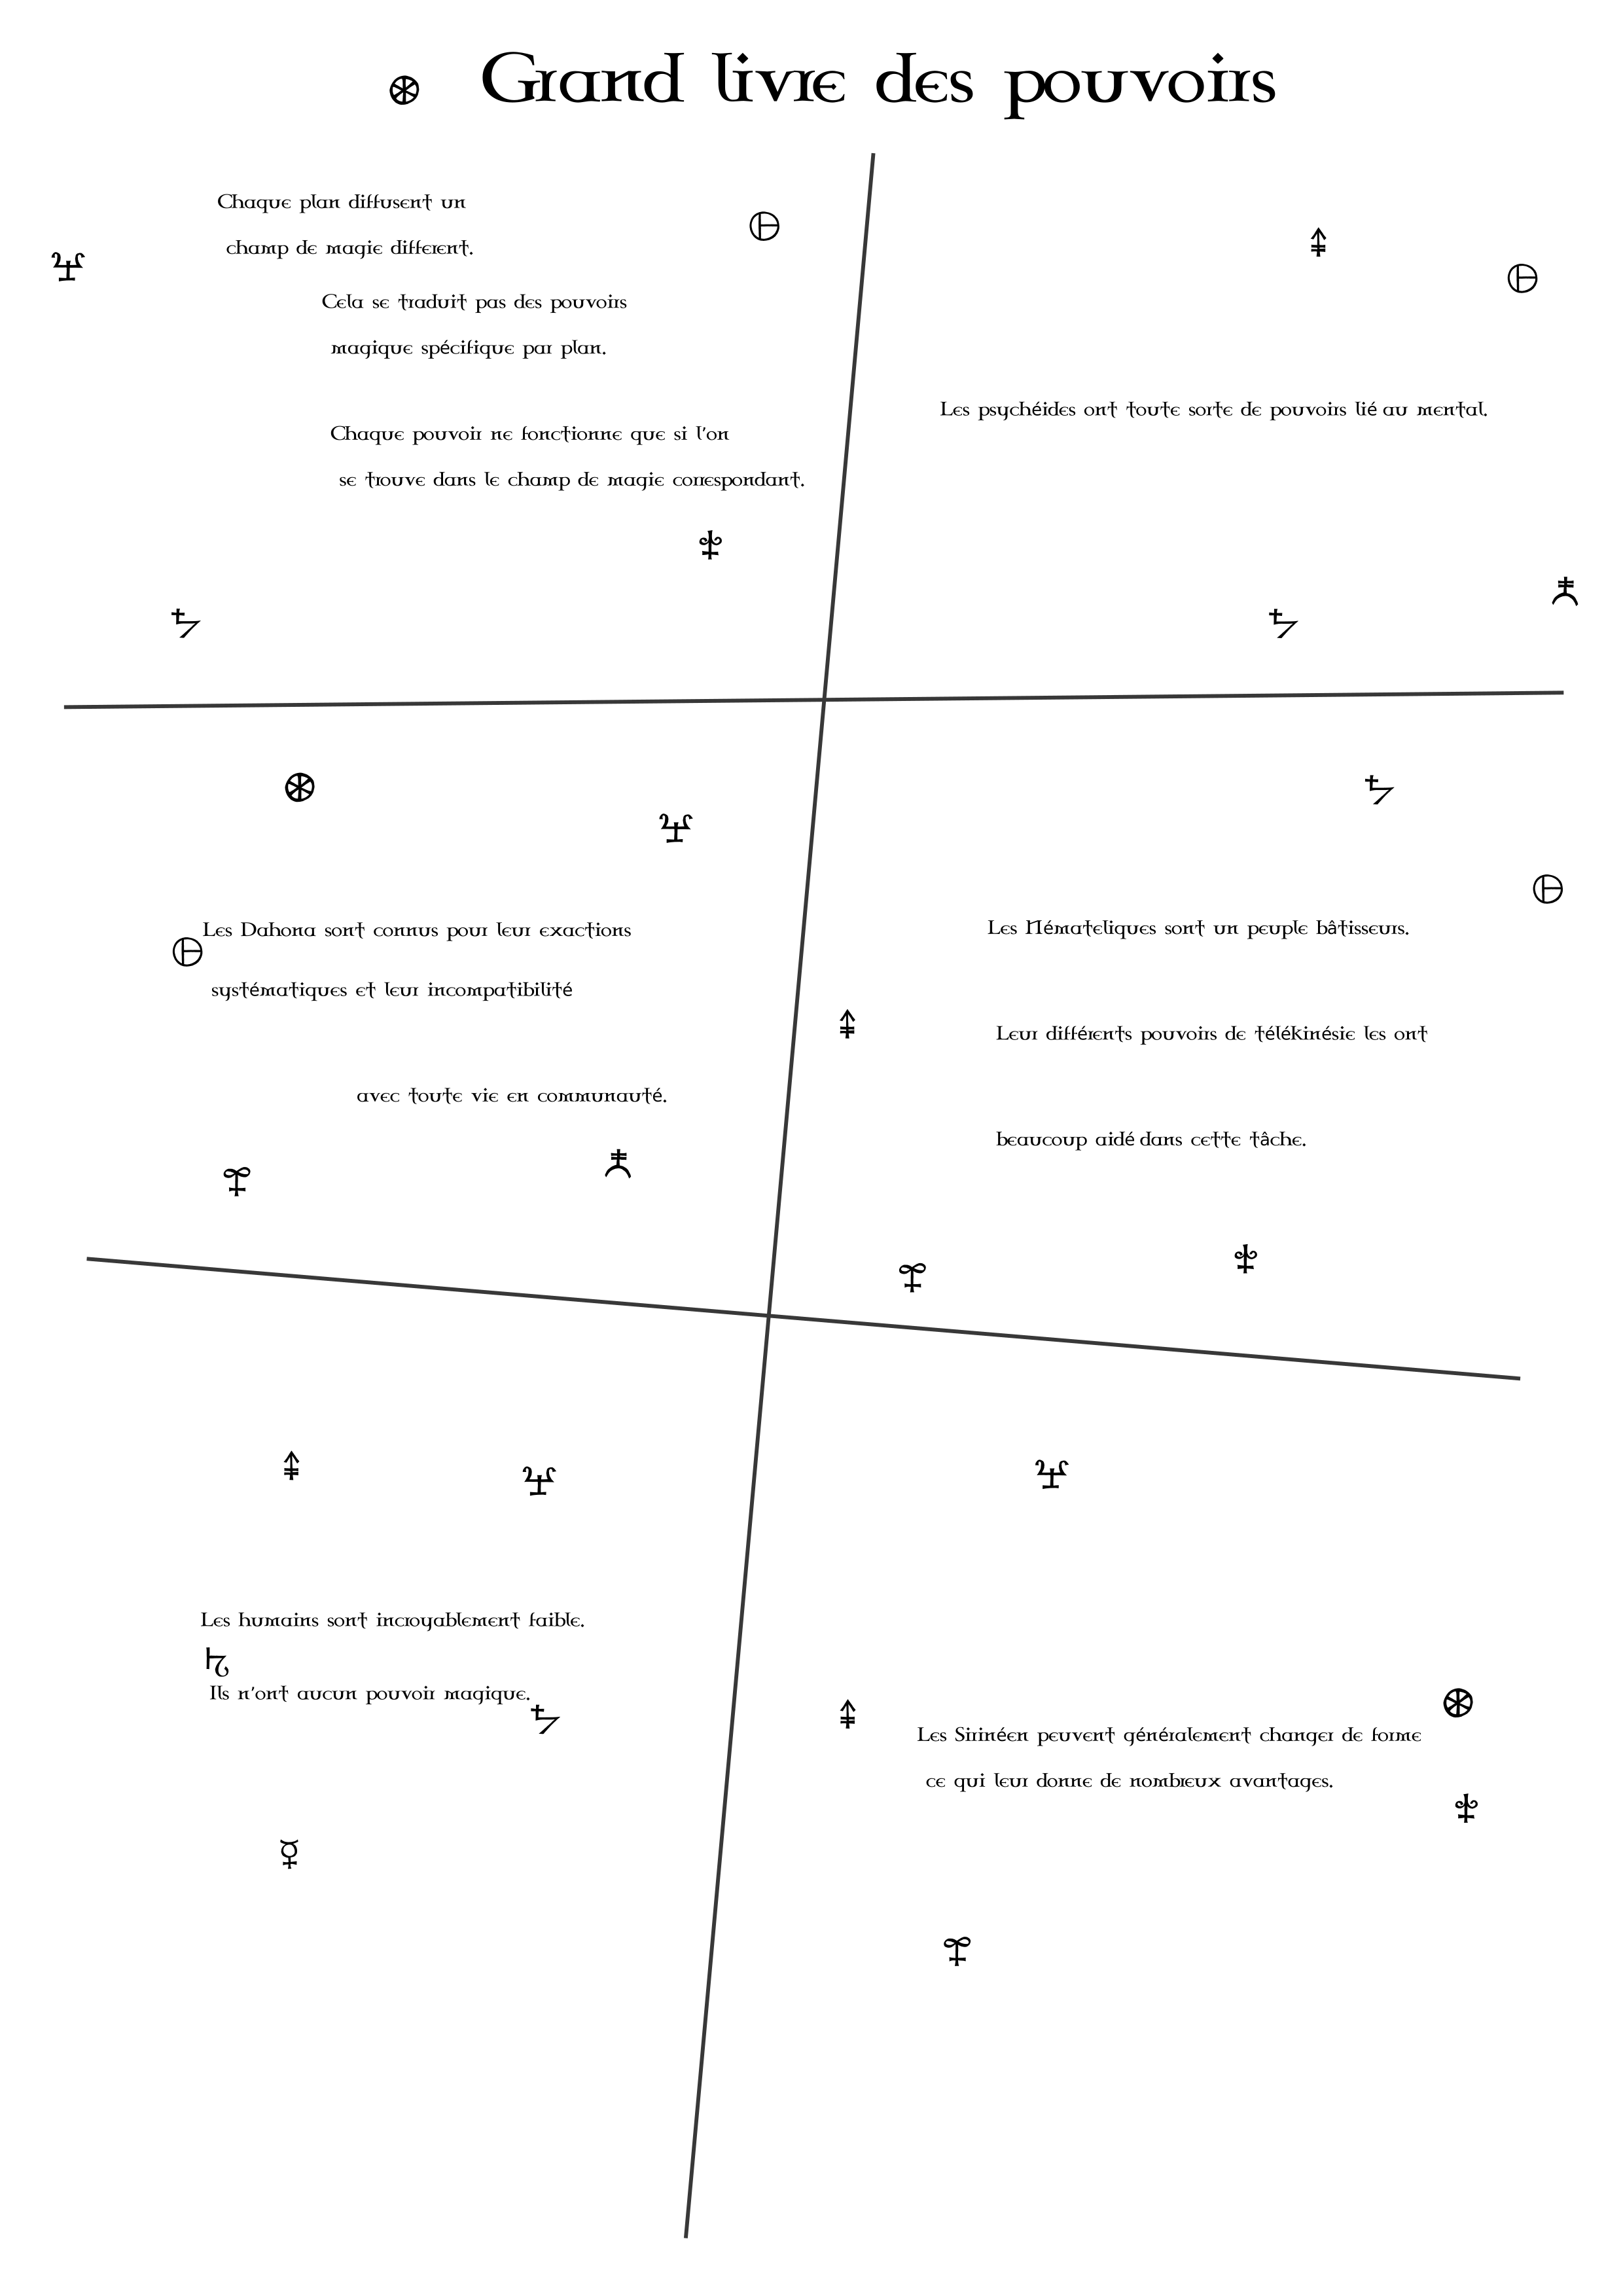 Grand livre des pouvoirs
Chaque plan diffusent un
champ de magie différent.
Cela se traduit pas des pouvoirs
magique spécifique par plan.
Chaque pouvoir ne fonctionne que si l'on
se trouve dans le champ de magie correspondant.
Les psychéides ont toute sorte de pouvoirs lié au mental.
Les Dahona sont connus pour leur exactions
systématiques et leur incompatibilité
avec toute vie en communauté.
Les Némateliques sont un peuple bâtisseurs.
Leur différents pouvoirs de télékinésie les ont
beaucoup aidé dans cette tâche.
Les humains sont incroyablement faible.
Ils n'ont aucun pouvoir magique.
Les Sirinéen peuvent généralement changer de forme
ce qui leur donne de nombreux avantages.